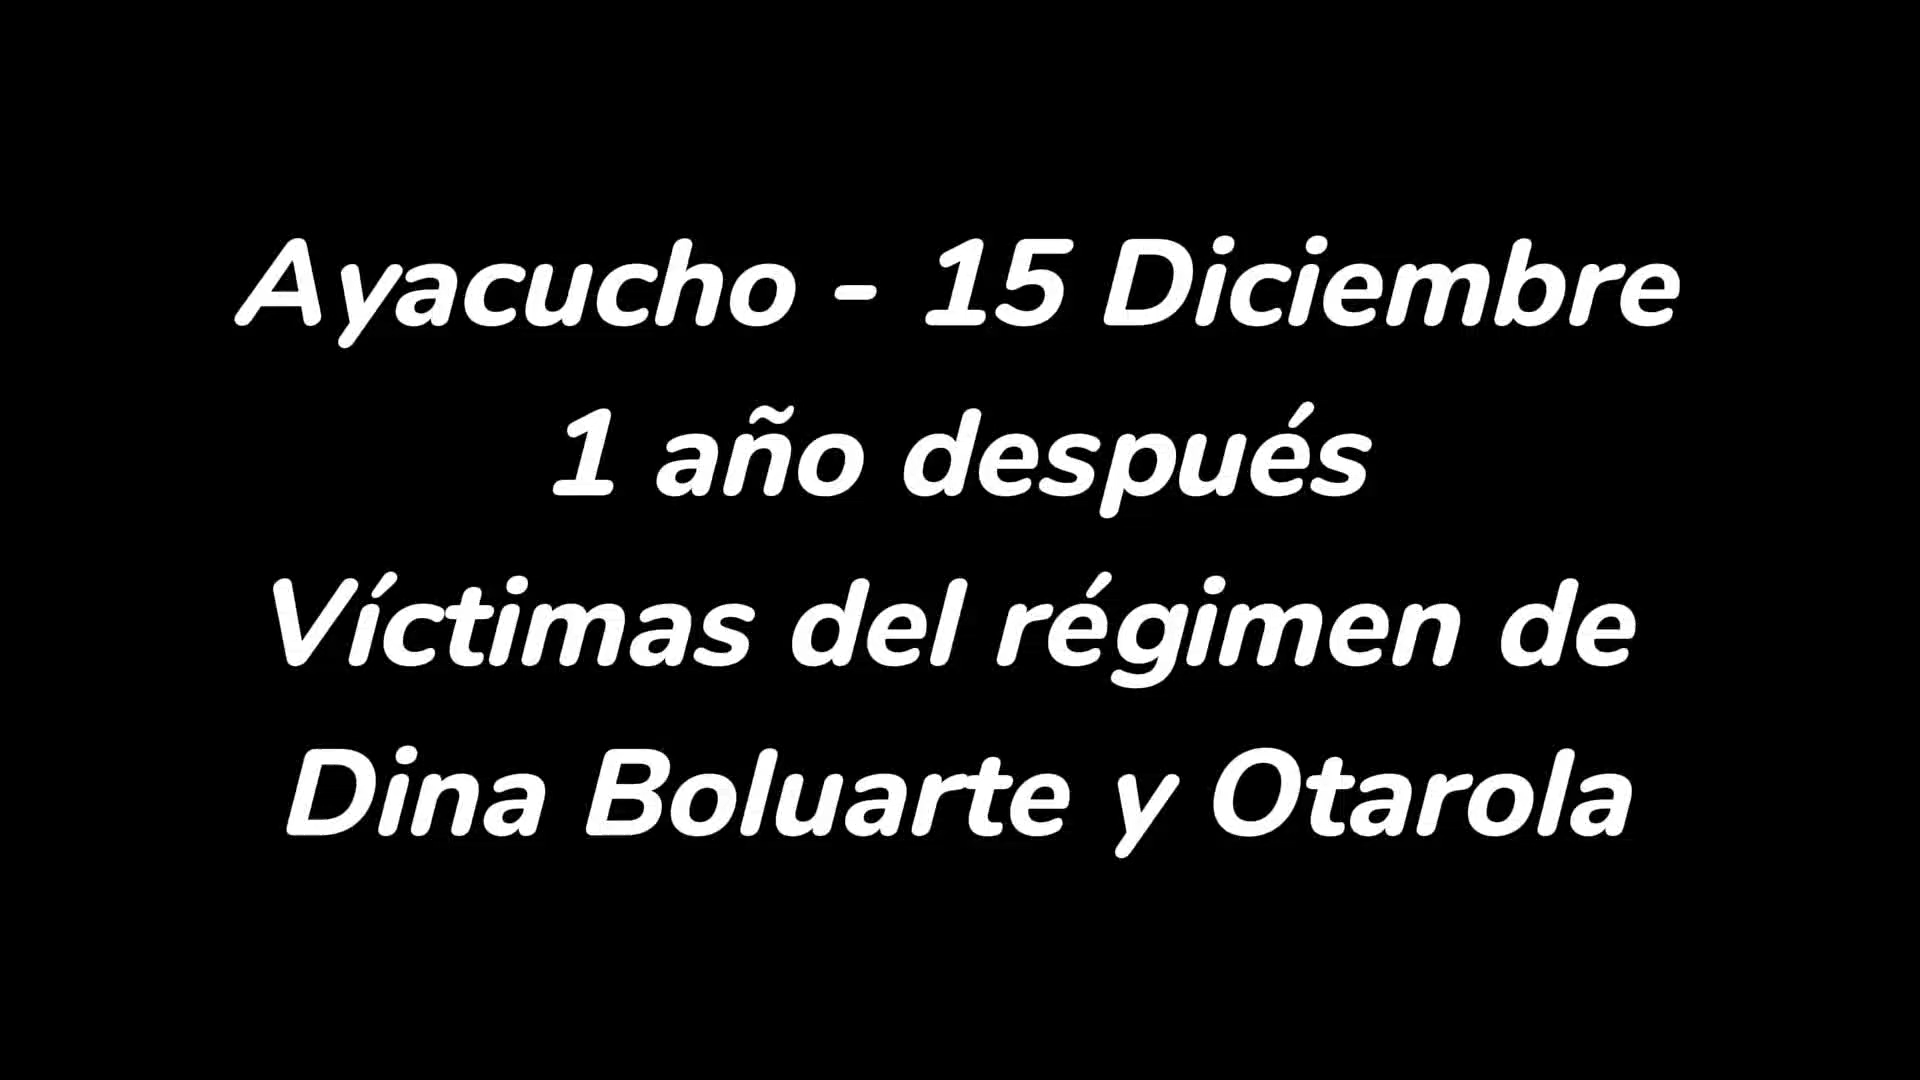 Ayacucho - 15 Diciembre
1 año después
Víctimas del régimen de
Dina Boluarte y Otarola